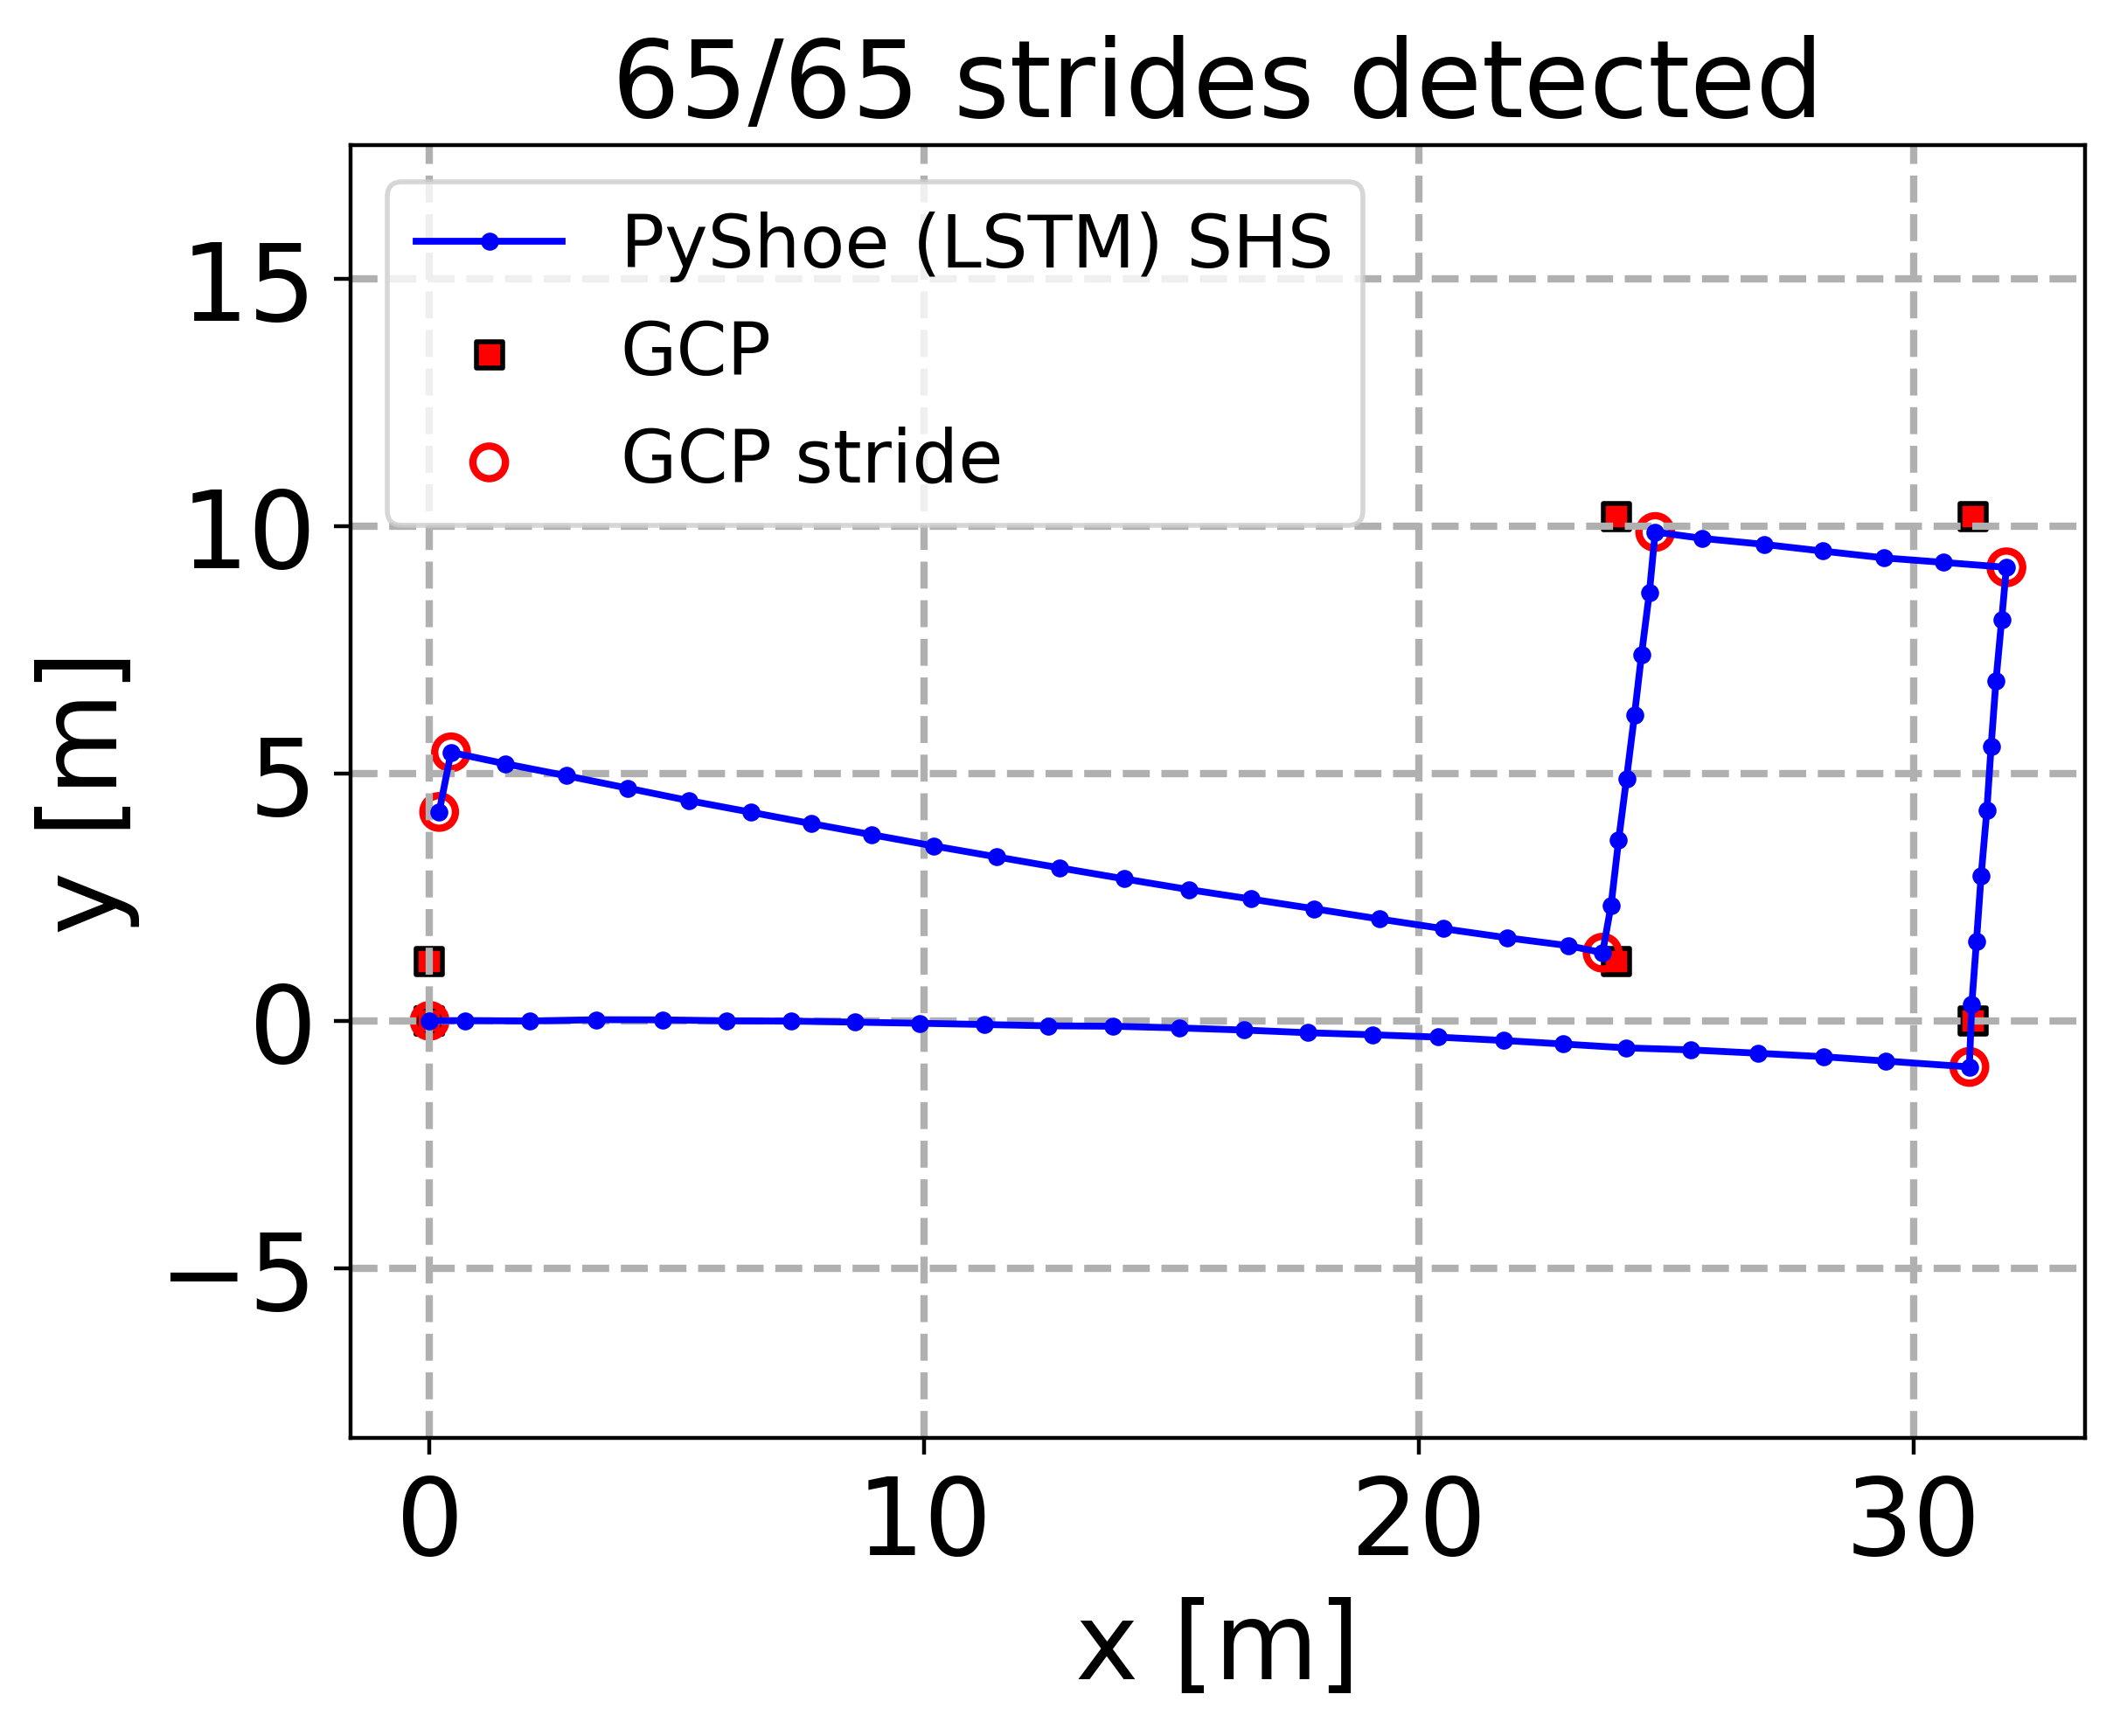 65/65 strides detected
PyShoe (LSTM) SHS
GCP
GCP stride
15
10
5
0
−5
y [m]
0 10 20 30
x [m]